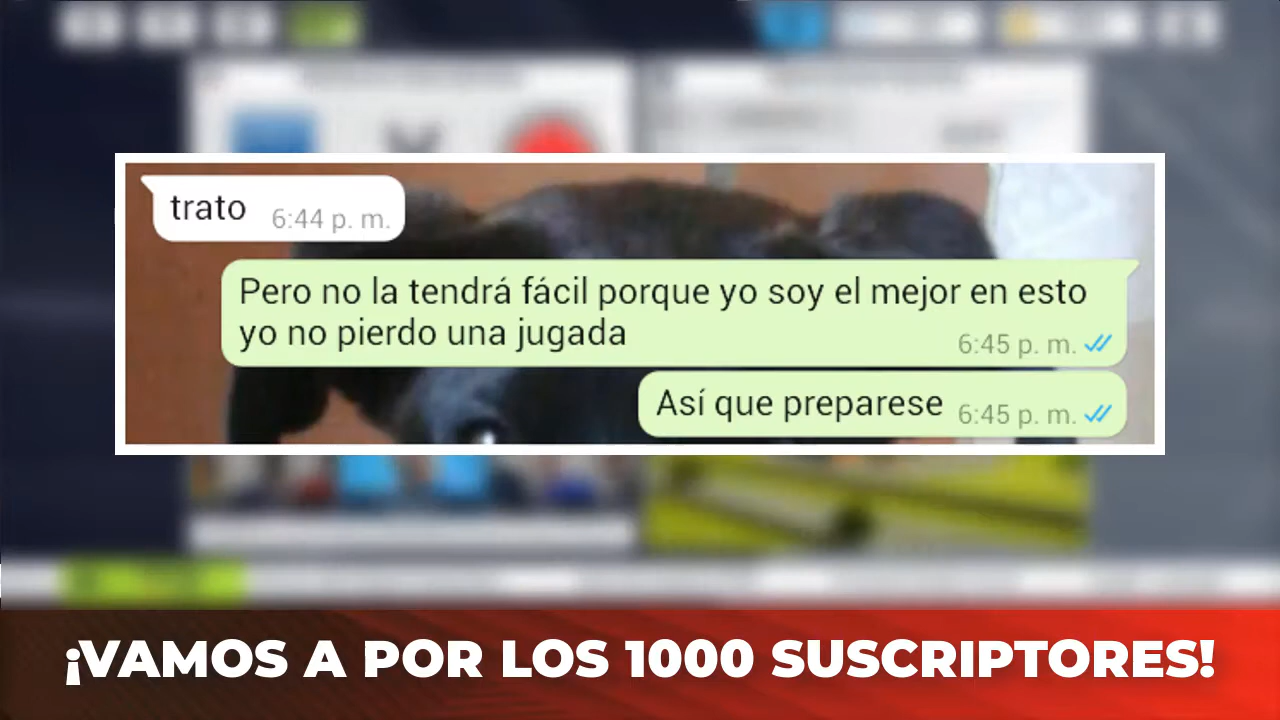 trato
6:44 p. m.
Pero no la tendrá fácil porque yo soy el mejor en esto
yo no pierdo una jugada
6:45 p. m.
Así que preparese
6:45 p. m.
¡VAMOS A POR LOS 1000 SUSCRIPTORES!